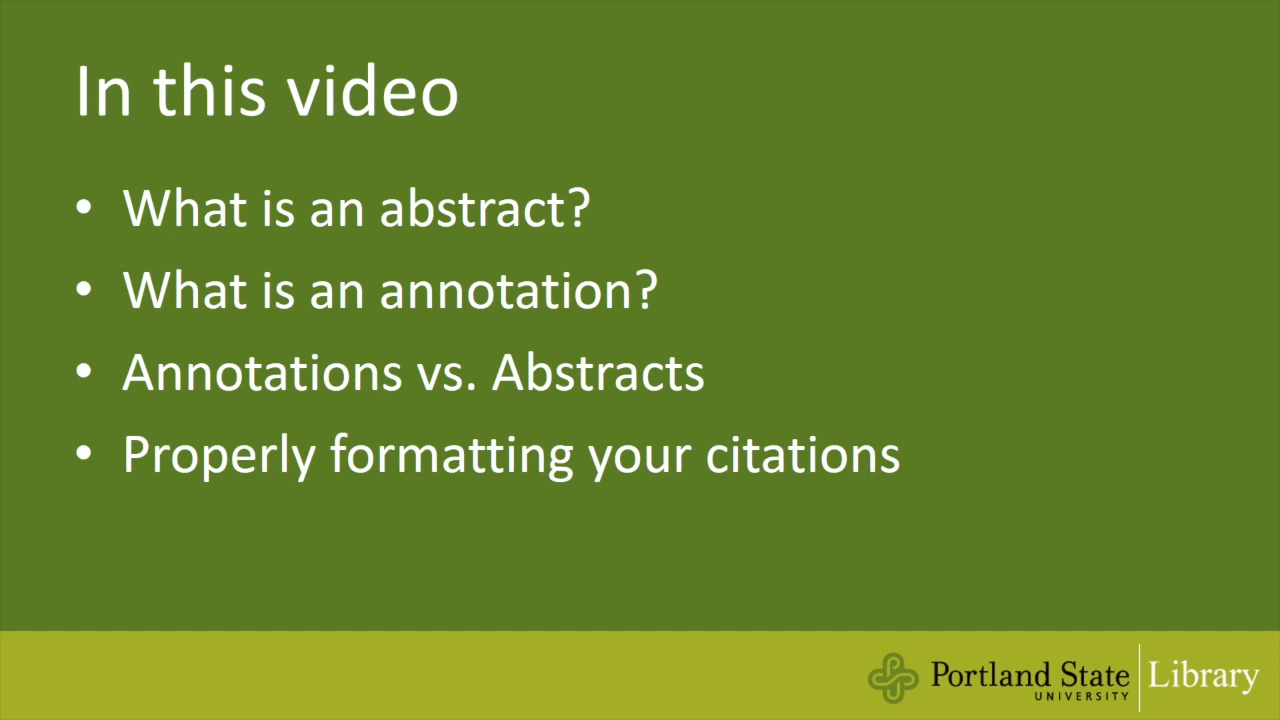 In this video
• What is an abstract?
• What is an annotation?
• Annotations vs. Abstracts
• Properly formatting your citations
Portland State Library
UNIVERSITY